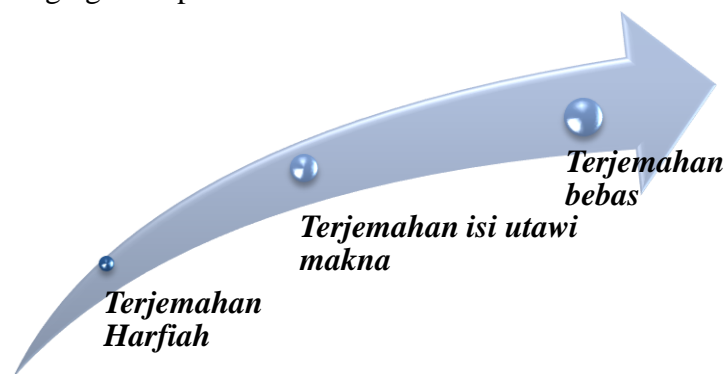 Terjemahan
bebas
Terjemahan isi utawi
makna
Terjemahan
Harfiah